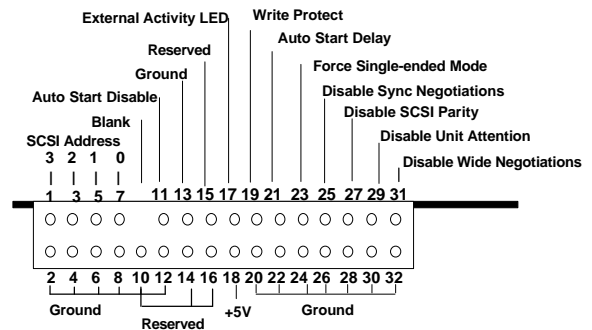 External Activity LED
Write Protect
Auto Start Delay
Reserved
Ground
Force Single-ended Mode
Disable Sync Negotiations
Auto Start Disable
Disable SCSI Parity
Blank
SCSI Address
Disable Unit Attention
3 2 1 0
Disable Wide Negotiations
1 3 5 7 11 13 15 17 19 21 23 25 27 29 31
2 4 6 8 10 12 14 16 18 20 22 24 26 28 30 32
Ground
Reserved
+5V
Ground